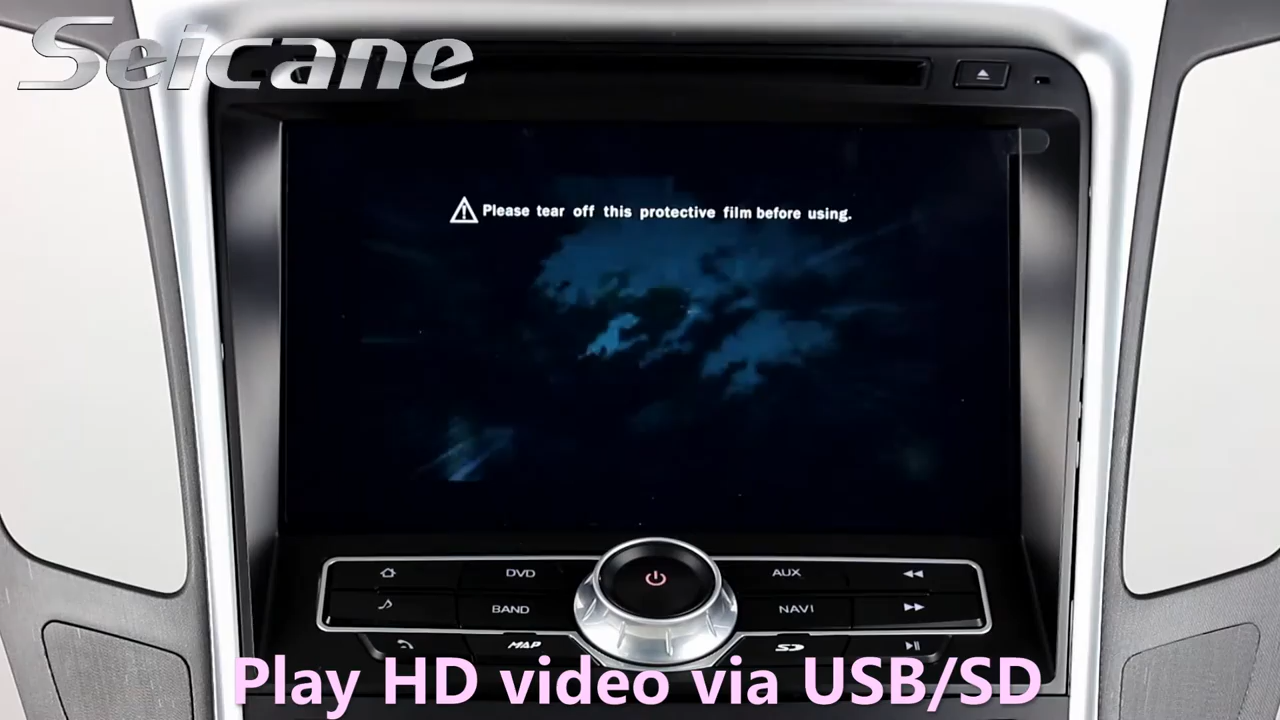 Seicane
Please tear off this protective film before using.
DVD AUX
BAND NAVI
MAP SD
Play HD video via USB/SD